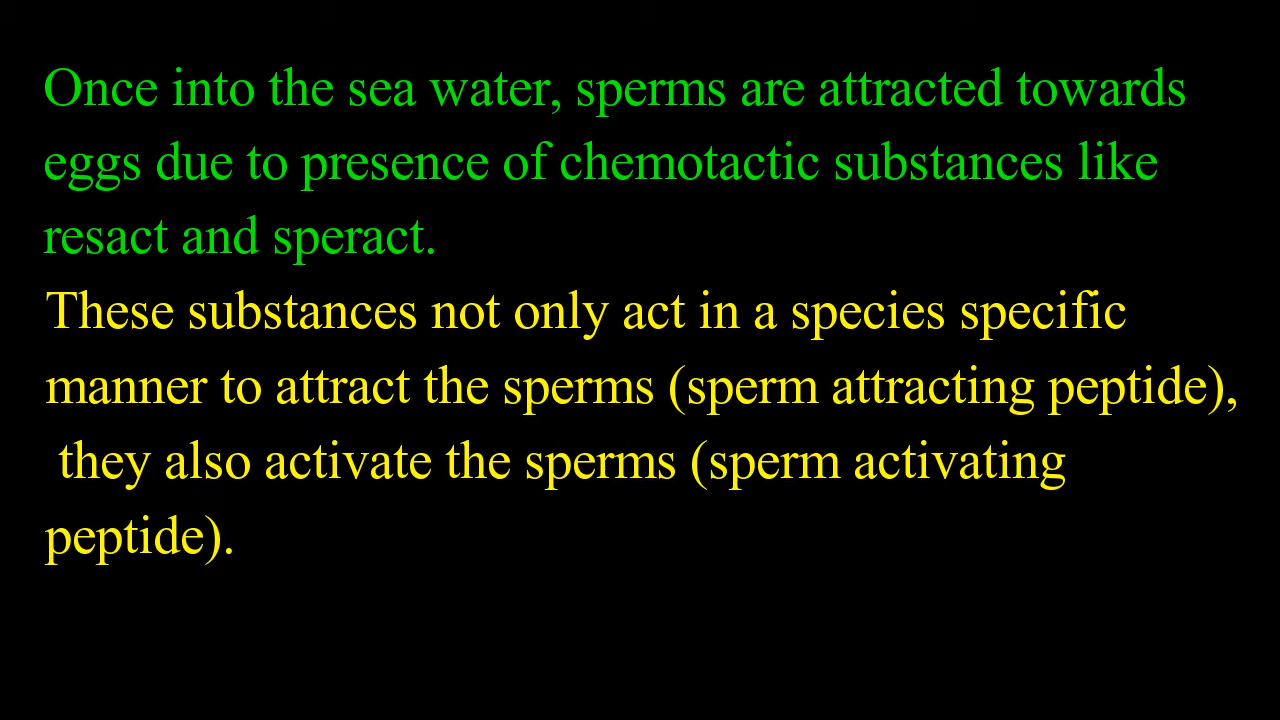 Once into the sea water, sperms are attracted towards
eggs due to presence of chemotactic substances like
resact and speract.
These substances not only act in a species specific
manner to attract the sperms (sperm attracting peptide),
they also activate the sperms (sperm activating
peptide).